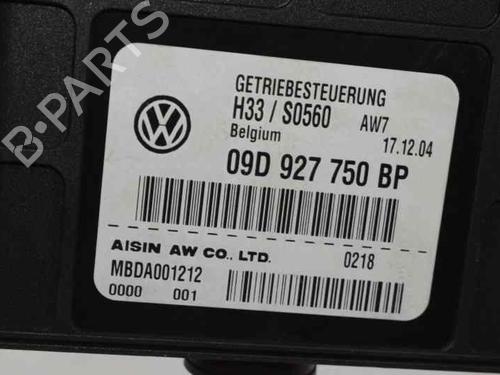 B-PARTS
GETRIEBESTEUERUNG
H33 / S0560 AW7
Belgium 17.12.04
09D 927 750 BP
AISIN AW CO., LTD. 0218
MBDA001212
0000 001